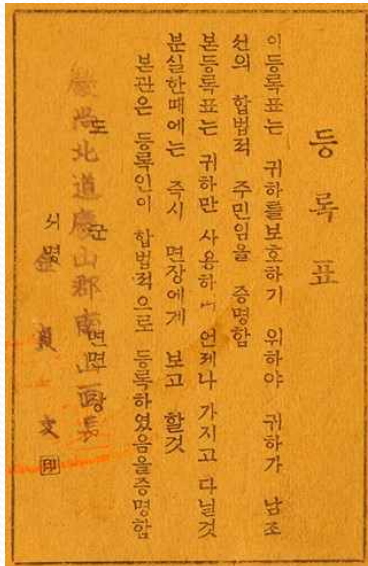 등록표
이등록표는 귀하를보호하기 위하야 귀하가 남조
선의 합법적 주민임을 증명함
본등록표는 귀하만 사용하며 언제나 가지고 다닐것
분실한때에는 즉시 면장에게 보고 할것
본관은 등록인이 합법적으로 등록하였음을증명함
도 군 면면장
慶尚北道慶山郡南山面長
서명
文 印